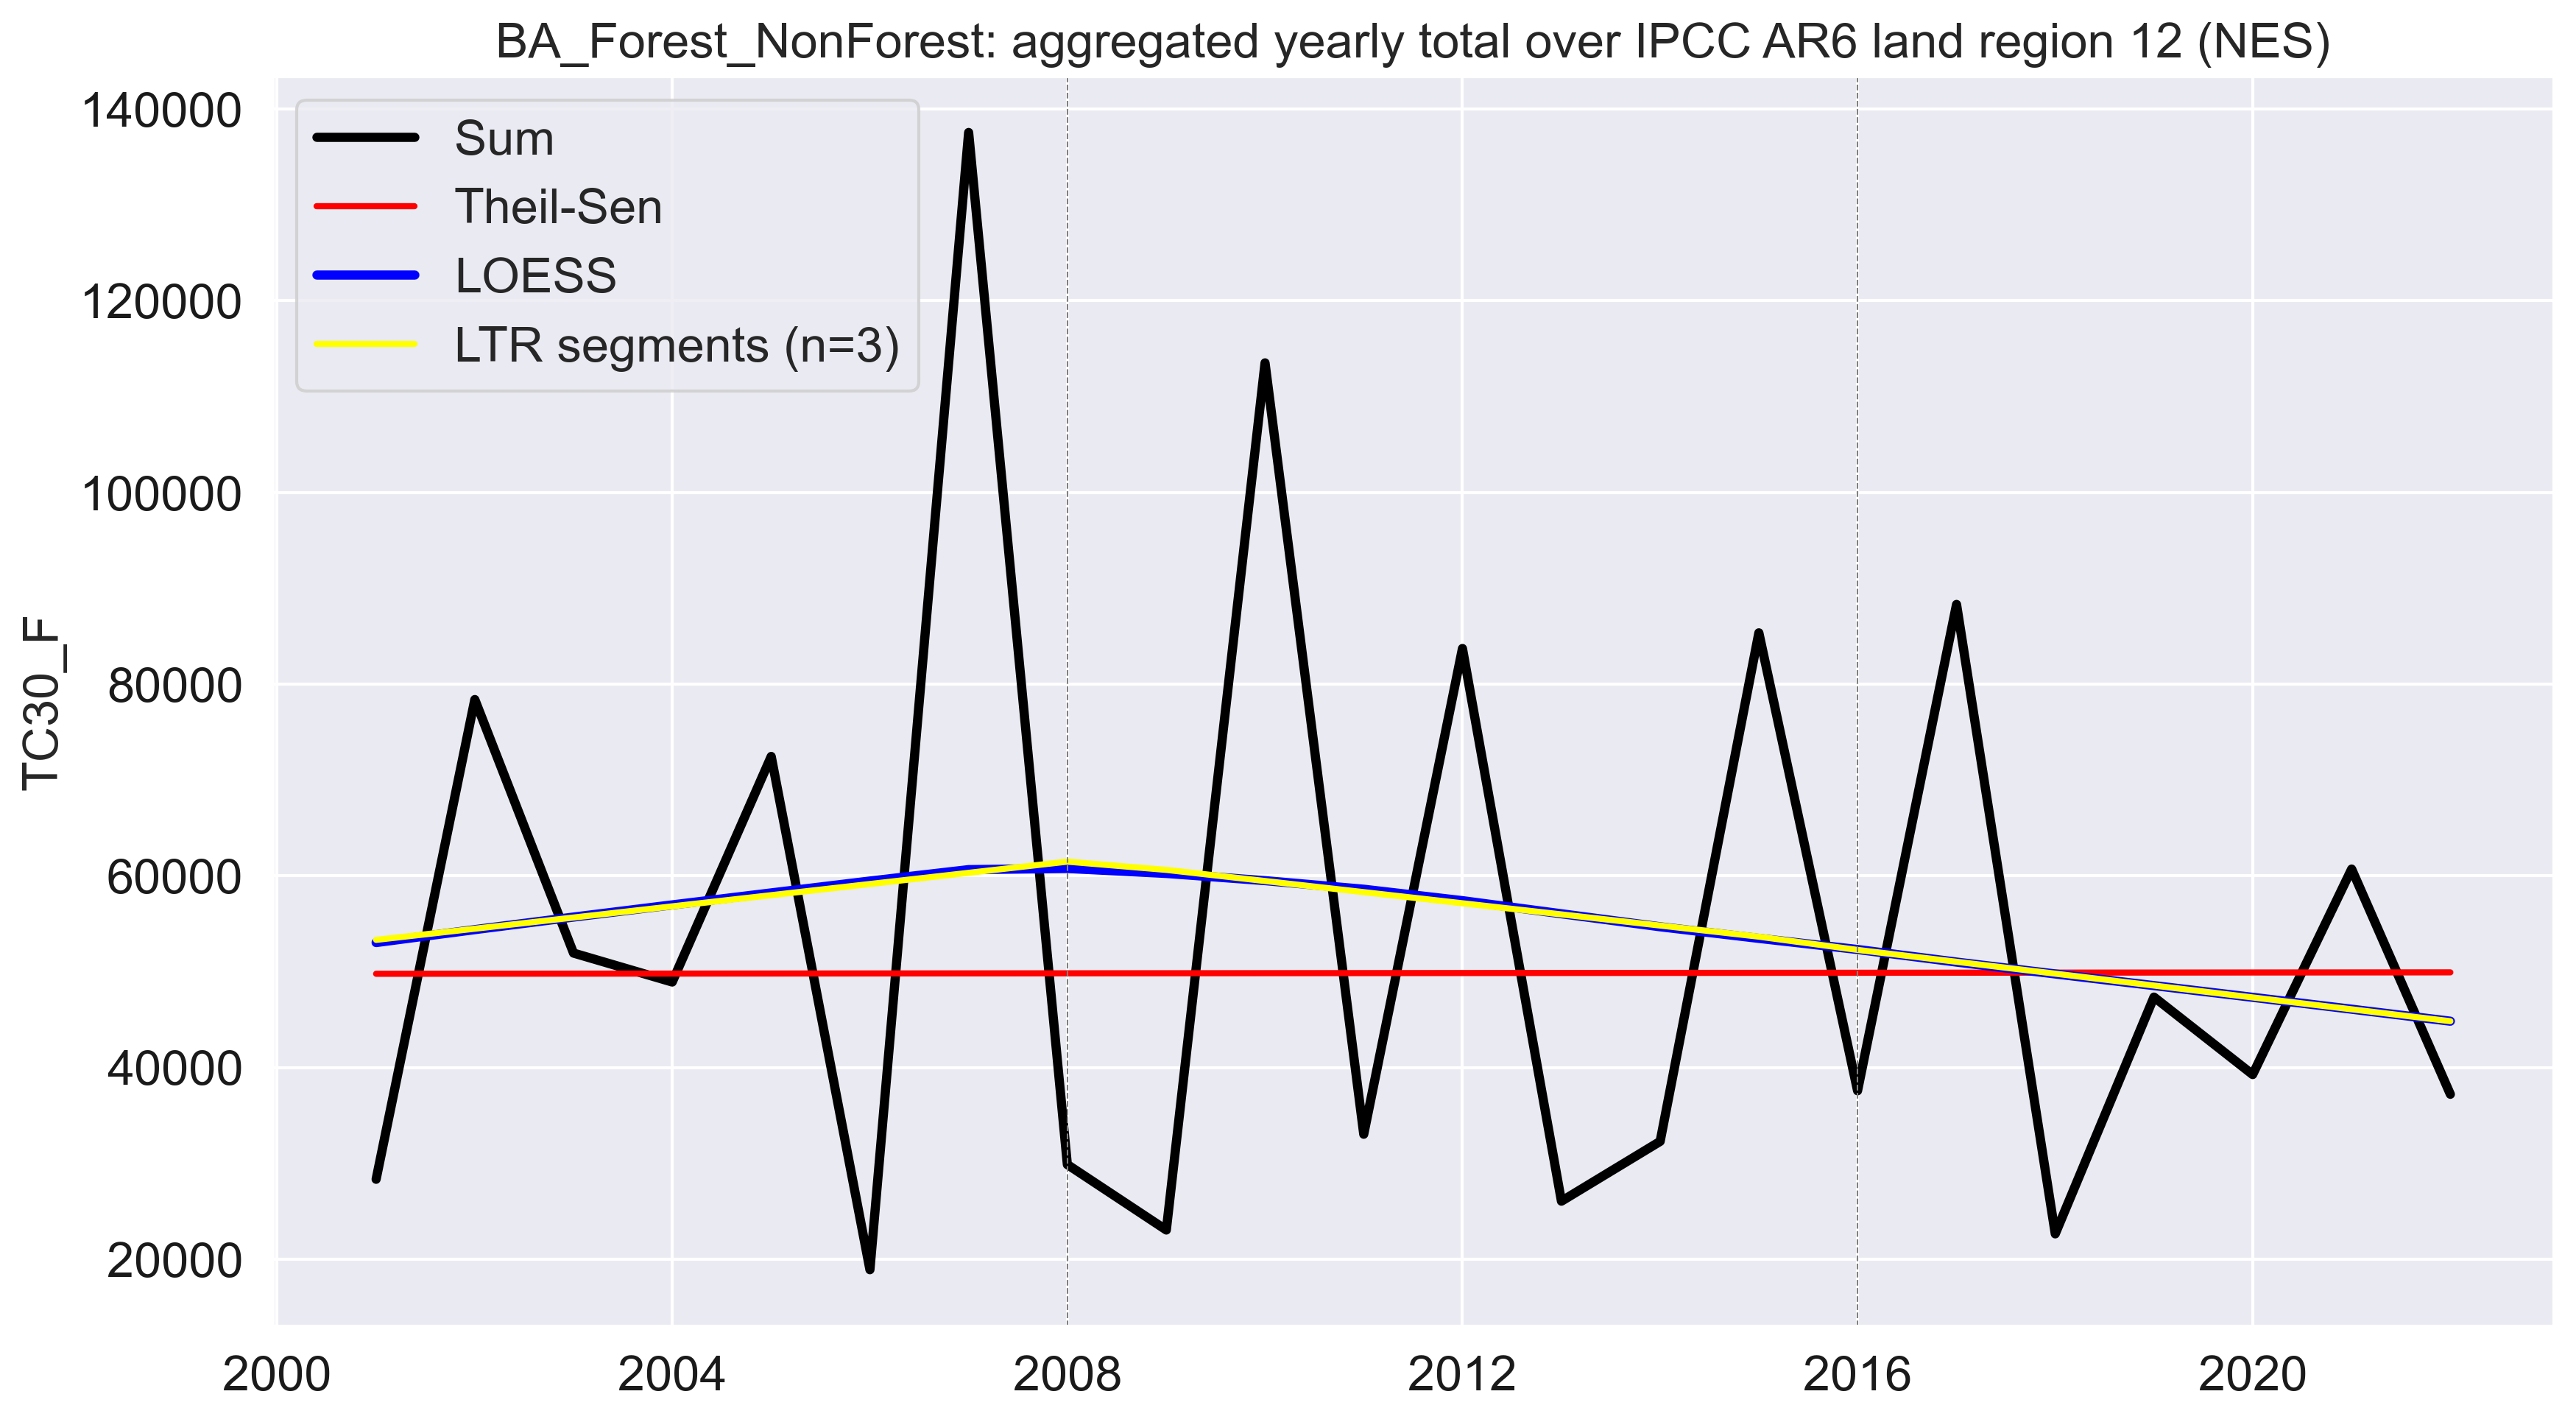 BA_Forest_NonForest: aggregated yearly total over IPCC AR6 land region 12 (NES)
140000
120000
100000
80000
60000
40000
20000
TC30_F
Sum
Theil-Sen
LOESS
LTR segments (n=3)
2000
2004
2008
2012
2016
2020